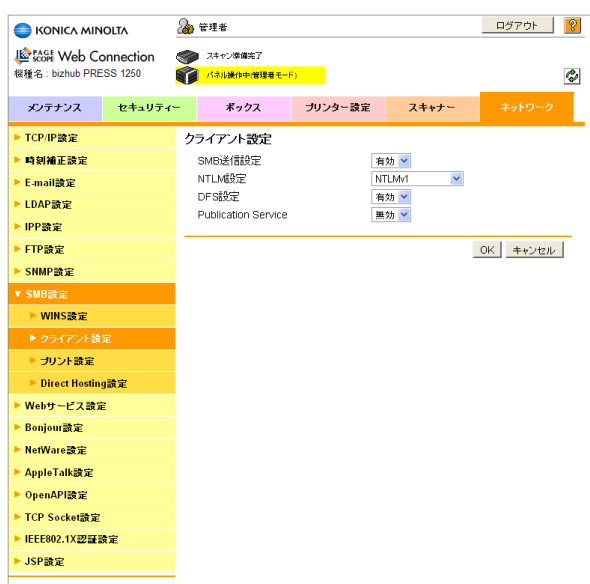 KONICA MINOLTA
管理者
ログアウト
?
PAGE SCOPE Web Connection
スキャン準備完了
機種名 : bizhub PRESS 1250
パネル操作中(管理者モード)
メンテナンス セキュリティー ボックス プリンター設定 スキャナー ネットワーク
TCP/IP設定
時刻補正設定
E-mail設定
LDAP設定
IPP設定
FTP設定
SNMP設定
SMB設定
WINS設定
クライアント設定
プリント設定
Direct Hosting設定
Webサービス設定
Bonjour設定
NetWare設定
AppleTalk設定
OpenAPI設定
TCP Socket設定
IEEE802.1X認証設定
JSP設定
クライアント設定
SMB送信設定 有効
NTLM設定 NTLMv1
DFS設定 有効
Publication Service 無効
OK キャンセル